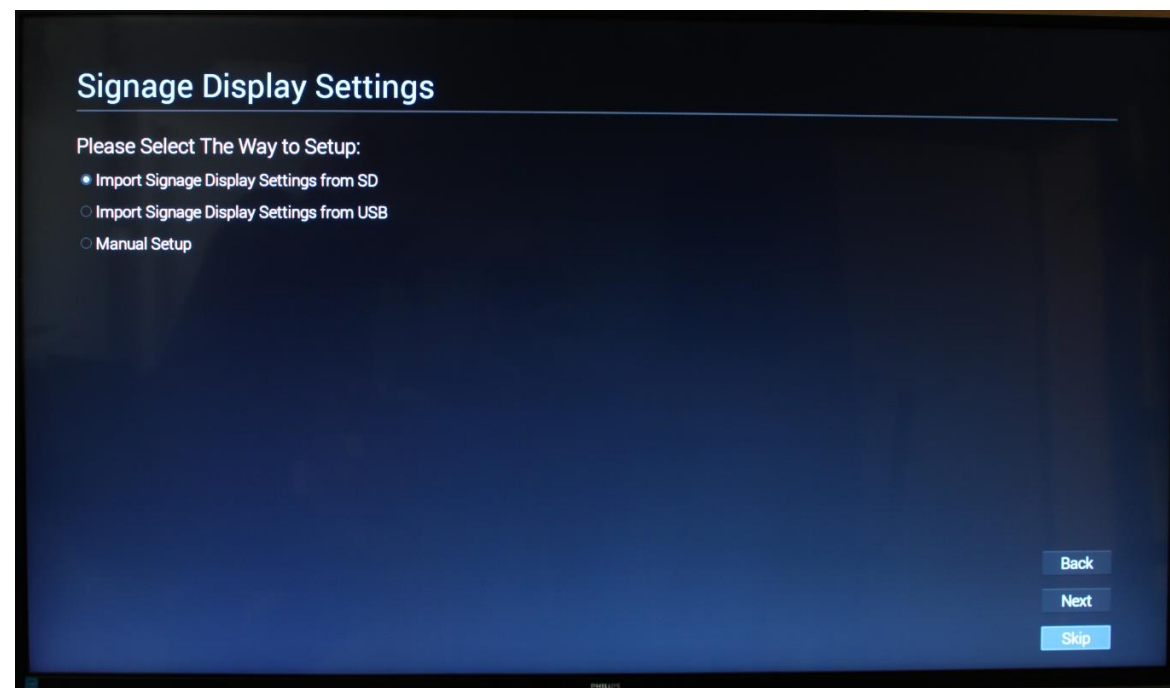 Signage Display Settings
Please Select The Way to Setup:
Import Signage Display Settings from SD
Import Signage Display Settings from USB
Manual Setup
Back
Next
Skip
PHILIPS